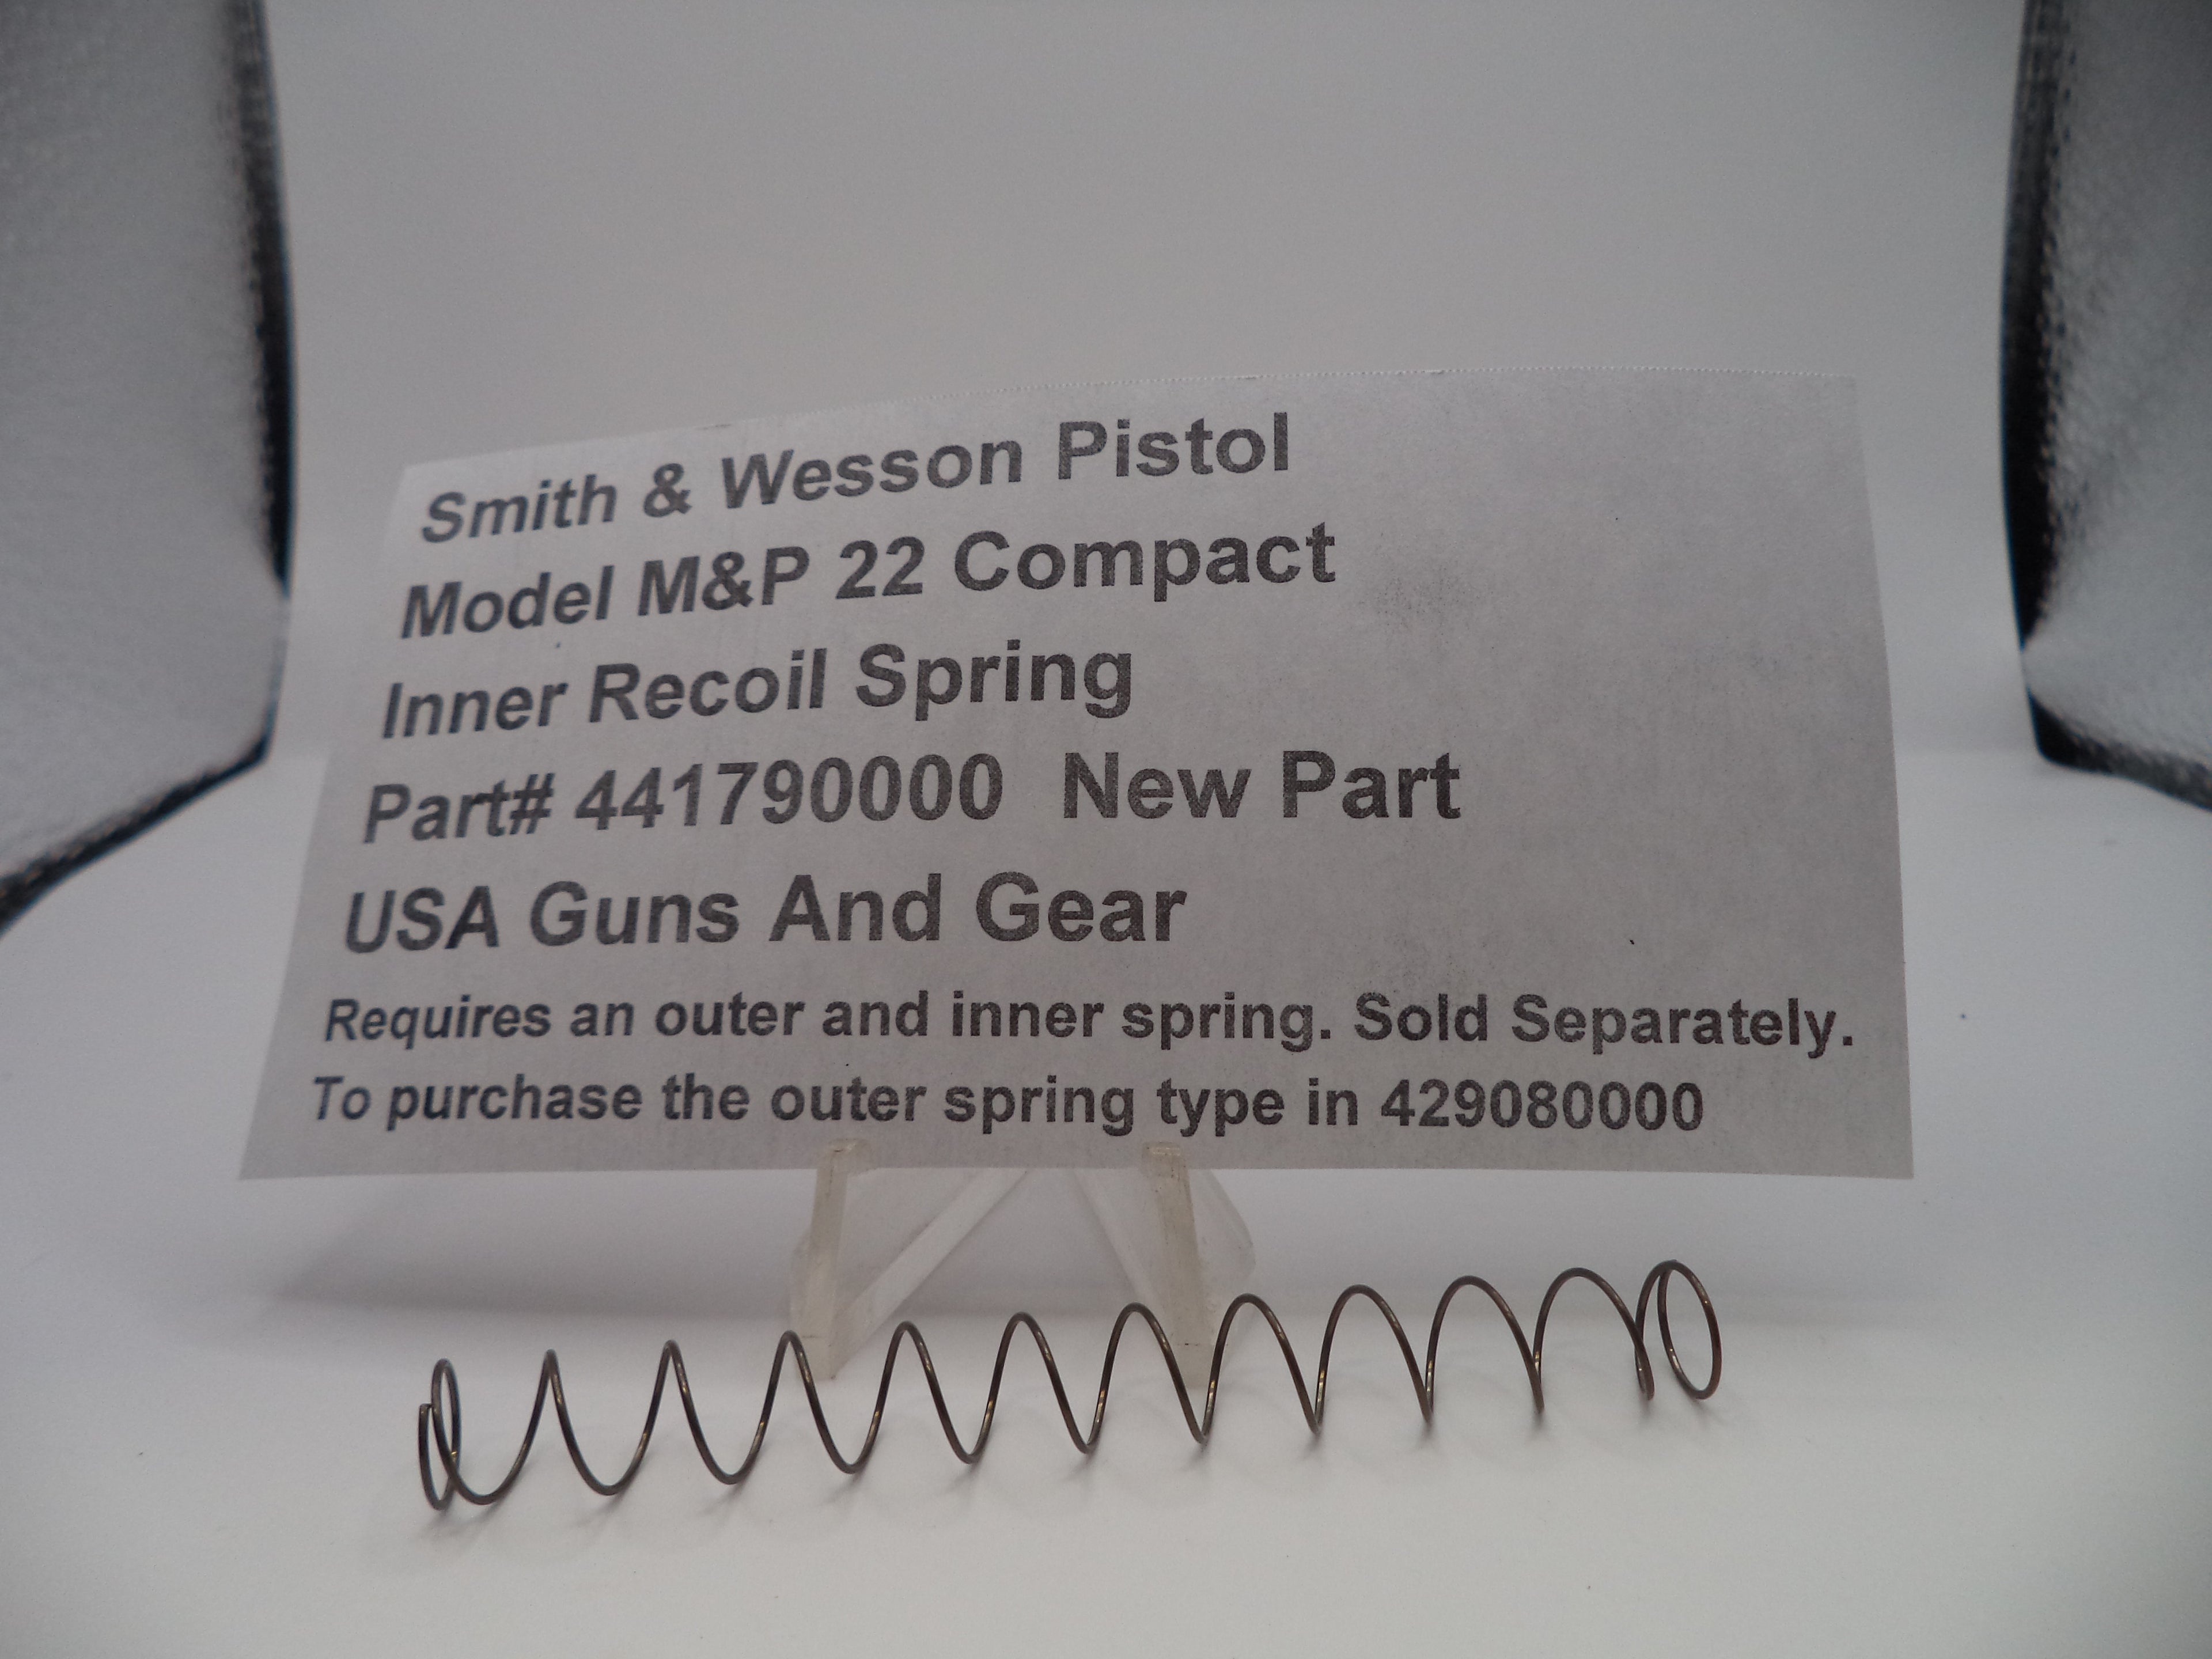 Smith & Wesson Pistol
Model M&P 22 Compact
Inner Recoil Spring
Part# 441790000 New Part
USA Guns And Gear
Requires an outer and inner spring. Sold Separately.
To purchase the outer spring type in 429080000